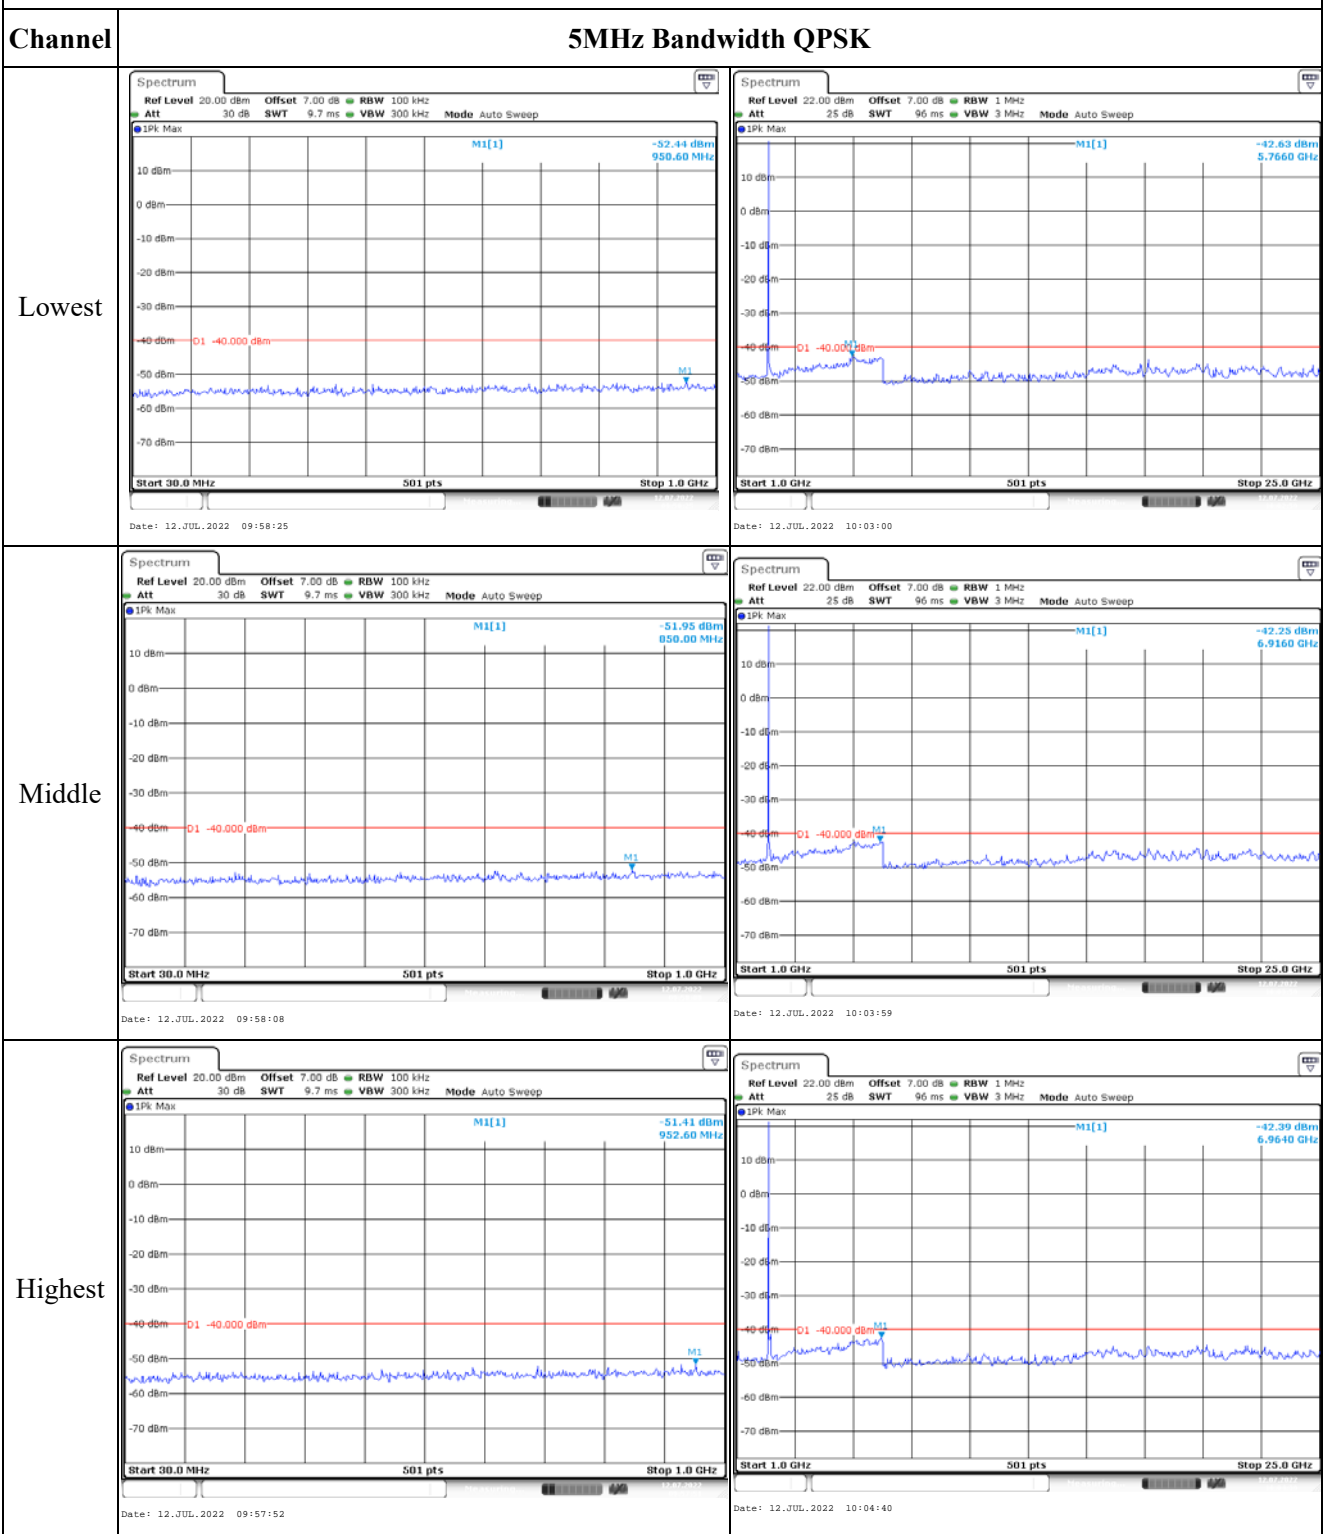 Channel 5MHz Bandwidth QPSK
Lowest
Spectrum
Ref Level 20.00 dBm Offset 7.00 dB RBW 100 kHz
Att 30 dB SWT 9.7 ms VBW 300 kHz Mode Auto Sweep
1Pk Max
M1[1] -52.44 dBm
950.60 MHz
10 dBm
0 dBm
-10 dBm
-20 dBm
-30 dBm
-40 dBm D1 -40.000 dBm
M1
-50 dBm
-60 dBm
-70 dBm
Start 30.0 MHz 501 pts Stop 1.0 GHz
Date: 12.JUL.2022 09:58:25
Spectrum
Ref Level 22.00 dBm Offset 7.00 dB RBW 1 MHz
Att 25 dB SWT 96 ms VBW 3 MHz Mode Auto Sweep
1Pk Max
M1[1] -42.63 dBm
5.7660 GHz
10 dBm
0 dBm
-10 dBm
-20 dBm
-30 dBm
-40 dBm D1 -40.000 dBm M1
-50 dBm
-60 dBm
-70 dBm
Start 1.0 GHz 501 pts Stop 25.0 GHz
Date: 12.JUL.2022 10:03:00
Middle
Spectrum
Ref Level 20.00 dBm Offset 7.00 dB RBW 100 kHz
Att 30 dB SWT 9.7 ms VBW 300 kHz Mode Auto Sweep
1Pk Max
M1[1] -51.95 dBm
850.00 MHz
10 dBm
0 dBm
-10 dBm
-20 dBm
-30 dBm
-40 dBm D1 -40.000 dBm
M1
-50 dBm
-60 dBm
-70 dBm
Start 30.0 MHz 501 pts Stop 1.0 GHz
Date: 12.JUL.2022 09:58:08
Spectrum
Ref Level 22.00 dBm Offset 7.00 dB RBW 1 MHz
Att 25 dB SWT 96 ms VBW 3 MHz Mode Auto Sweep
1Pk Max
M1[1] -42.25 dBm
6.9160 GHz
10 dBm
0 dBm
-10 dBm
-20 dBm
-30 dBm
-40 dBm D1 -40.000 dBm M1
-50 dBm
-60 dBm
-70 dBm
Start 1.0 GHz 501 pts Stop 25.0 GHz
Date: 12.JUL.2022 10:03:59
Highest
Spectrum
Ref Level 20.00 dBm Offset 7.00 dB RBW 100 kHz
Att 30 dB SWT 9.7 ms VBW 300 kHz Mode Auto Sweep
1Pk Max
M1[1] -51.41 dBm
952.60 MHz
10 dBm
0 dBm
-10 dBm
-20 dBm
-30 dBm
-40 dBm D1 -40.000 dBm
M1
-50 dBm
-60 dBm
-70 dBm
Start 30.0 MHz 501 pts Stop 1.0 GHz
Date: 12.JUL.2022 09:57:52
Spectrum
Ref Level 22.00 dBm Offset 7.00 dB RBW 1 MHz
Att 25 dB SWT 96 ms VBW 3 MHz Mode Auto Sweep
1Pk Max
M1[1] -42.39 dBm
6.9640 GHz
10 dBm
0 dBm
-10 dBm
-20 dBm
-30 dBm
-40 dBm D1 -40.000 dBm M1
-50 dBm
-60 dBm
-70 dBm
Start 1.0 GHz 501 pts Stop 25.0 GHz
Date: 12.JUL.2022 10:04:40